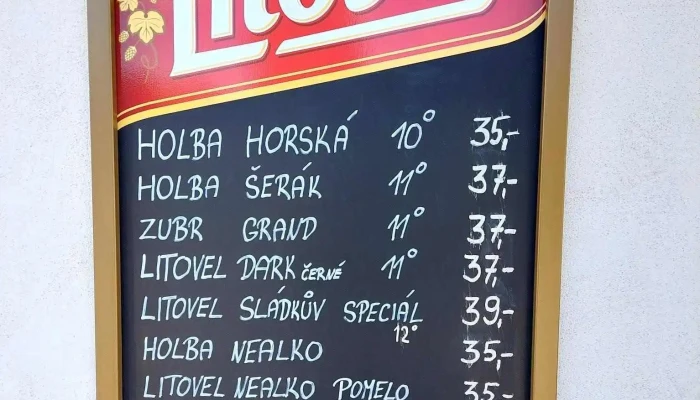 Litovel
HOLBA HORSKÁ 10° 35,-
HOLBA ŠERÁK 11° 37,-
ZUBR GRAND 11° 37,-
LITOVEL DARK ČERNÉ 11° 37,-
LITOVEL SLÁDKŮV SPECIÁL 39,-
12°
HOLBA NEALKO 35,-
LITOVEL NEALKO POMELO 35,-